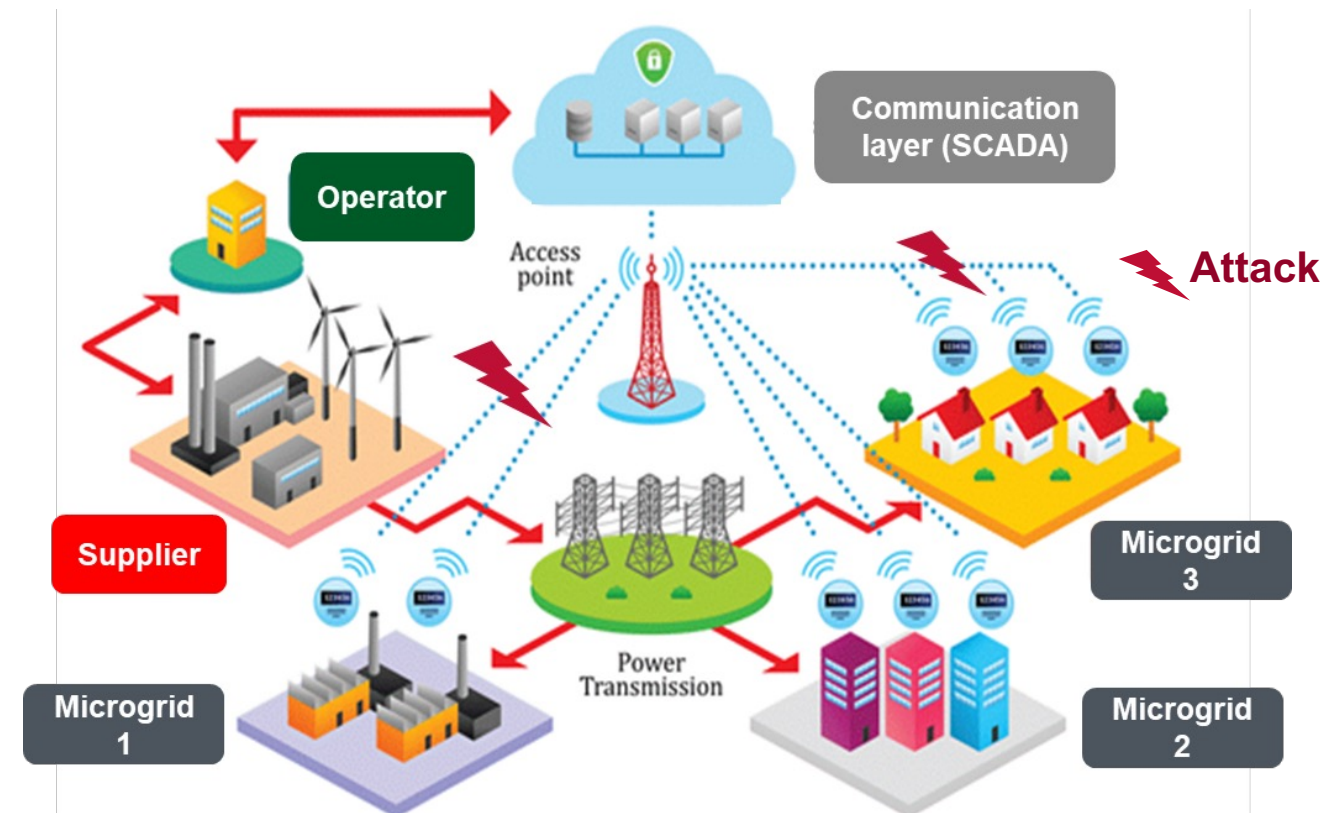 Communication
layer (SCADA)
Operator
Access
point
Attack
Supplier
Microgrid
3
Power
Transmission
Microgrid
1
Microgrid
2